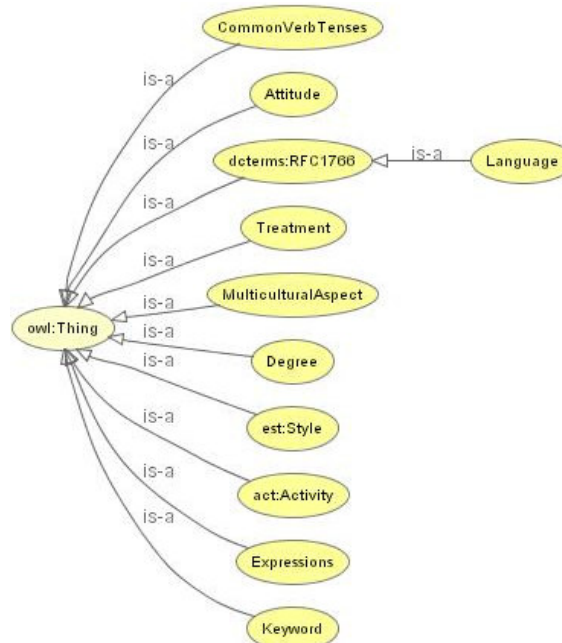 CommonVerbTenses
is-a
Attitude
is-a
dcterms:RFC1766
is-a
Language
is-a
Treatment
is-a
MulticulturalAspect
is-a
owl:Thing
is-a
Degree
is-a
est:Style
is-a
act:Activity
is-a
Expressions
is-a
Keyword